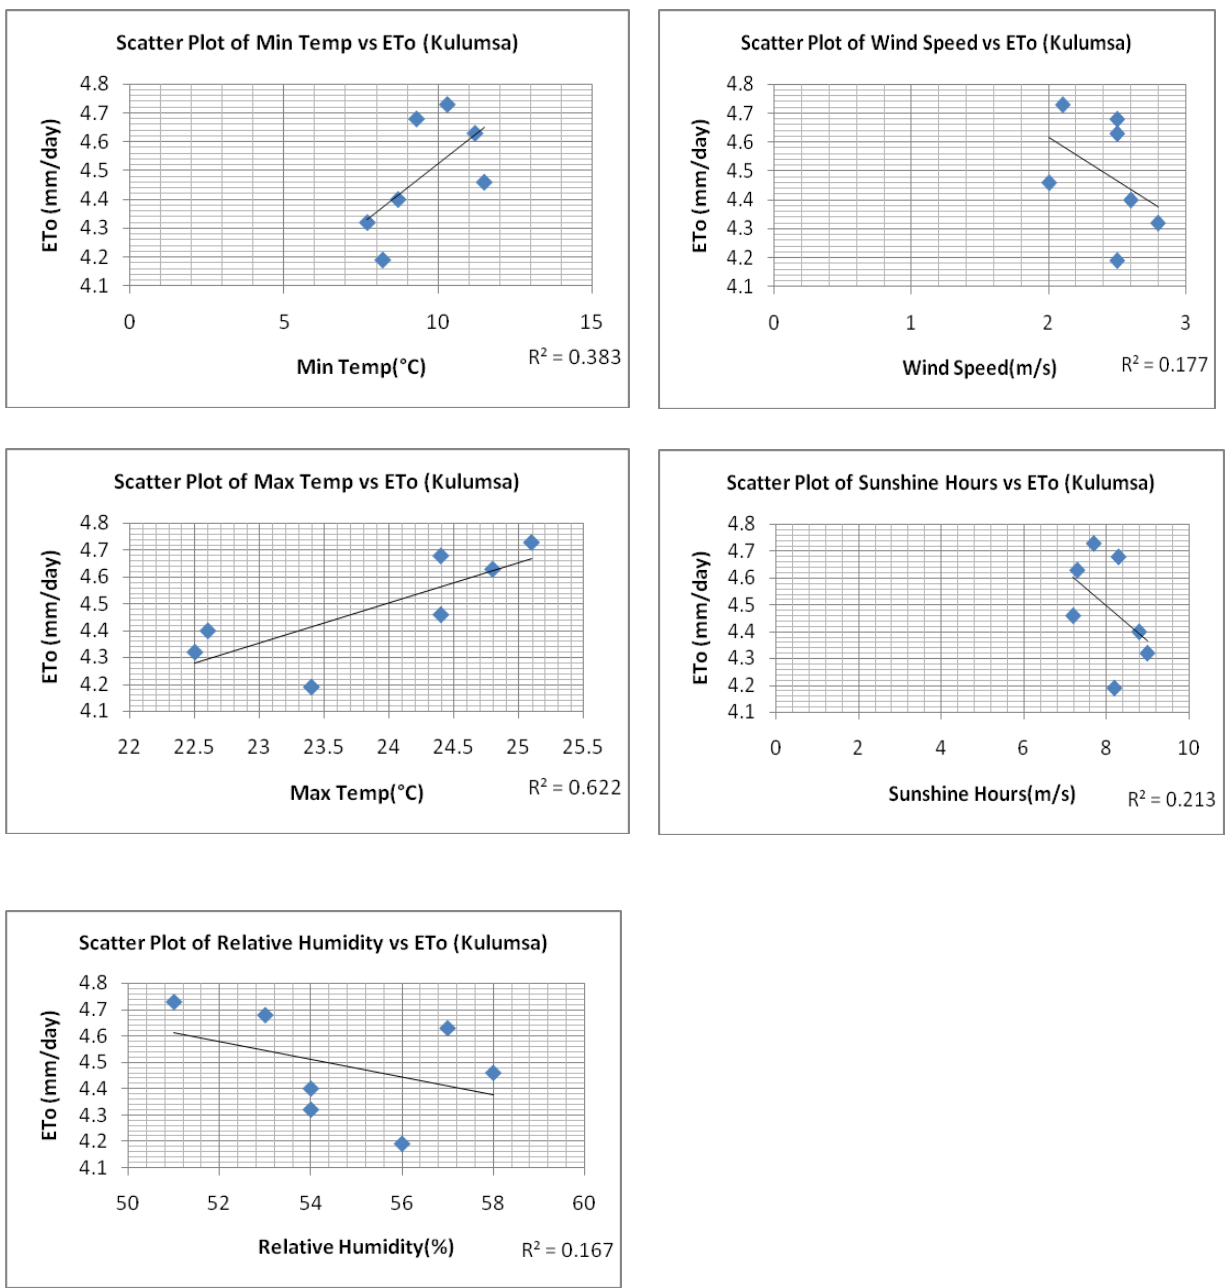 Scatter Plot of Min Temp vs ETo (Kulumsa)
ETo (mm/day)
4.8
4.7
4.6
4.5
4.4
4.3
4.2
4.1
0 5 10 15
Min Temp(°C)
R² = 0.383
Scatter Plot of Wind Speed vs ETo (Kulumsa)
ETo (mm/day)
4.8
4.7
4.6
4.5
4.4
4.3
4.2
4.1
0 1 2 3
Wind Speed(m/s)
R² = 0.177
Scatter Plot of Max Temp vs ETo (Kulumsa)
ETo (mm/day)
4.8
4.7
4.6
4.5
4.4
4.3
4.2
4.1
22 22.5 23 23.5 24 24.5 25 25.5
Max Temp(°C)
R² = 0.622
Scatter Plot of Sunshine Hours vs ETo (Kulumsa)
ETo (mm/day)
4.8
4.7
4.6
4.5
4.4
4.3
4.2
4.1
0 2 4 6 8 10
Sunshine Hours(m/s)
R² = 0.213
Scatter Plot of Relative Humidity vs ETo (Kulumsa)
ETo (mm/day)
4.8
4.7
4.6
4.5
4.4
4.3
4.2
4.1
50 52 54 56 58 60
Relative Humidity(%)
R² = 0.167